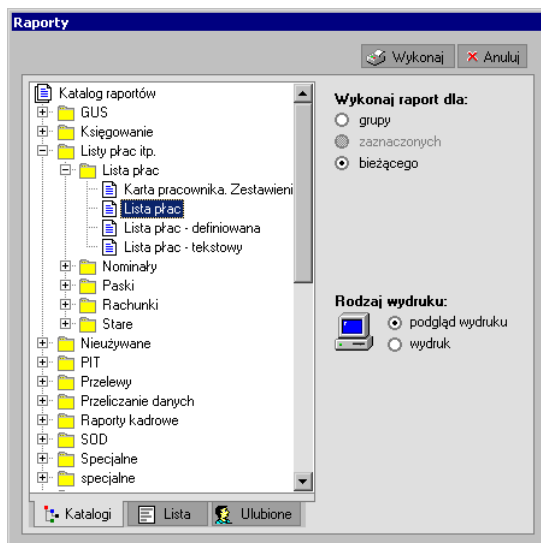 Raporty
Wykonaj
Anuluj
Katalog raportów
GUS
Księgowanie
Listy płac itp.
Lista płac
Karta pracownika. Zestawieni
Lista płac
Lista płac - definiowana
Lista płac - tekstowy
Nominały
Paski
Rachunki
Stare
Nieużywane
PIT
Przelewy
Przeliczanie danych
Raporty kadrowe
SOD
Specjalne
specjalne
Wykonaj raport dla:
grupy
zaznaczonych
bieżącego
Rodzaj wydruku:
podgląd wydruku
wydruk
Katalogi
Lista
Ulubione